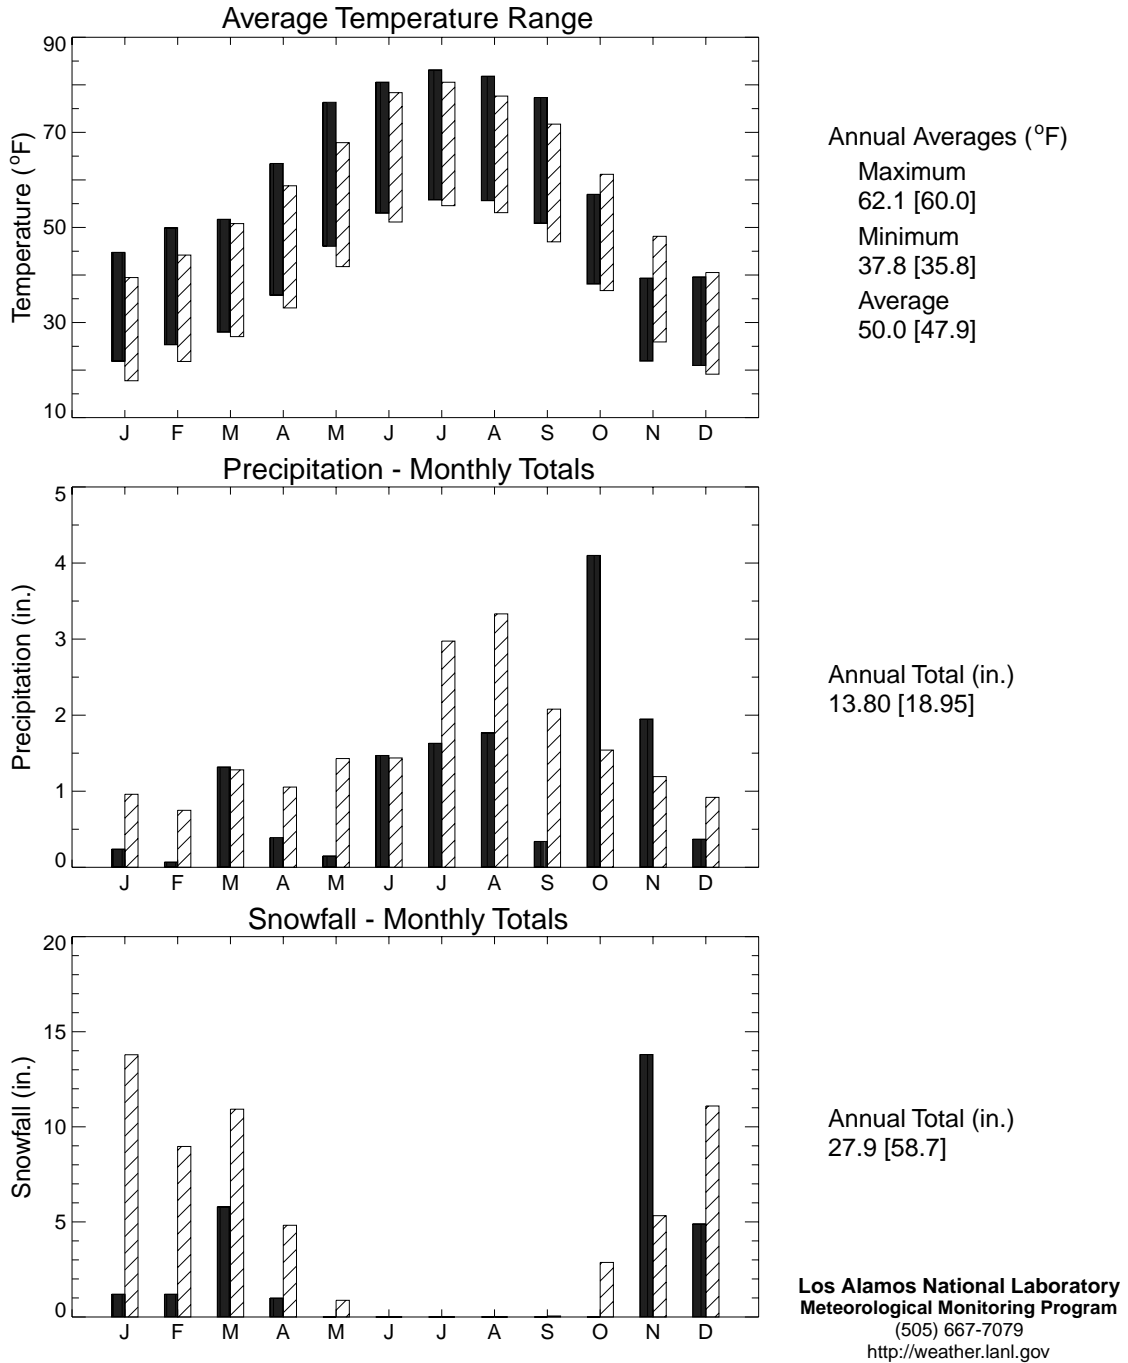 Average Temperature Range
90
70
50
30
10
Temperature (°F)
J F M A M J J A S O N D
Annual Averages (°F)
Maximum
62.1 [60.0]
Minimum
37.8 [35.8]
Average
50.0 [47.9]
Precipitation - Monthly Totals
5
4
3
2
1
0
Precipitation (in.)
J F M A M J J A S O N D
Annual Total (in.)
13.80 [18.95]
Snowfall - Monthly Totals
20
15
10
5
0
Snowfall (in.)
J F M A M J J A S O N D
Annual Total (in.)
27.9 [58.7]
Los Alamos National Laboratory
Meteorological Monitoring Program
(505) 667-7079
http://weather.lanl.gov